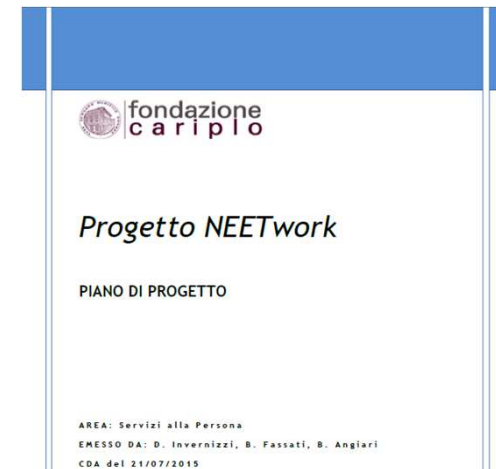 fondazione
cariplo
Progetto NEETwork
PIANO DI PROGETTO
AREA: Servizi alla Persona
EMESSO DA: D. Invernizzi, B. Fassati, B. Angiari
CDA del 21/07/2015